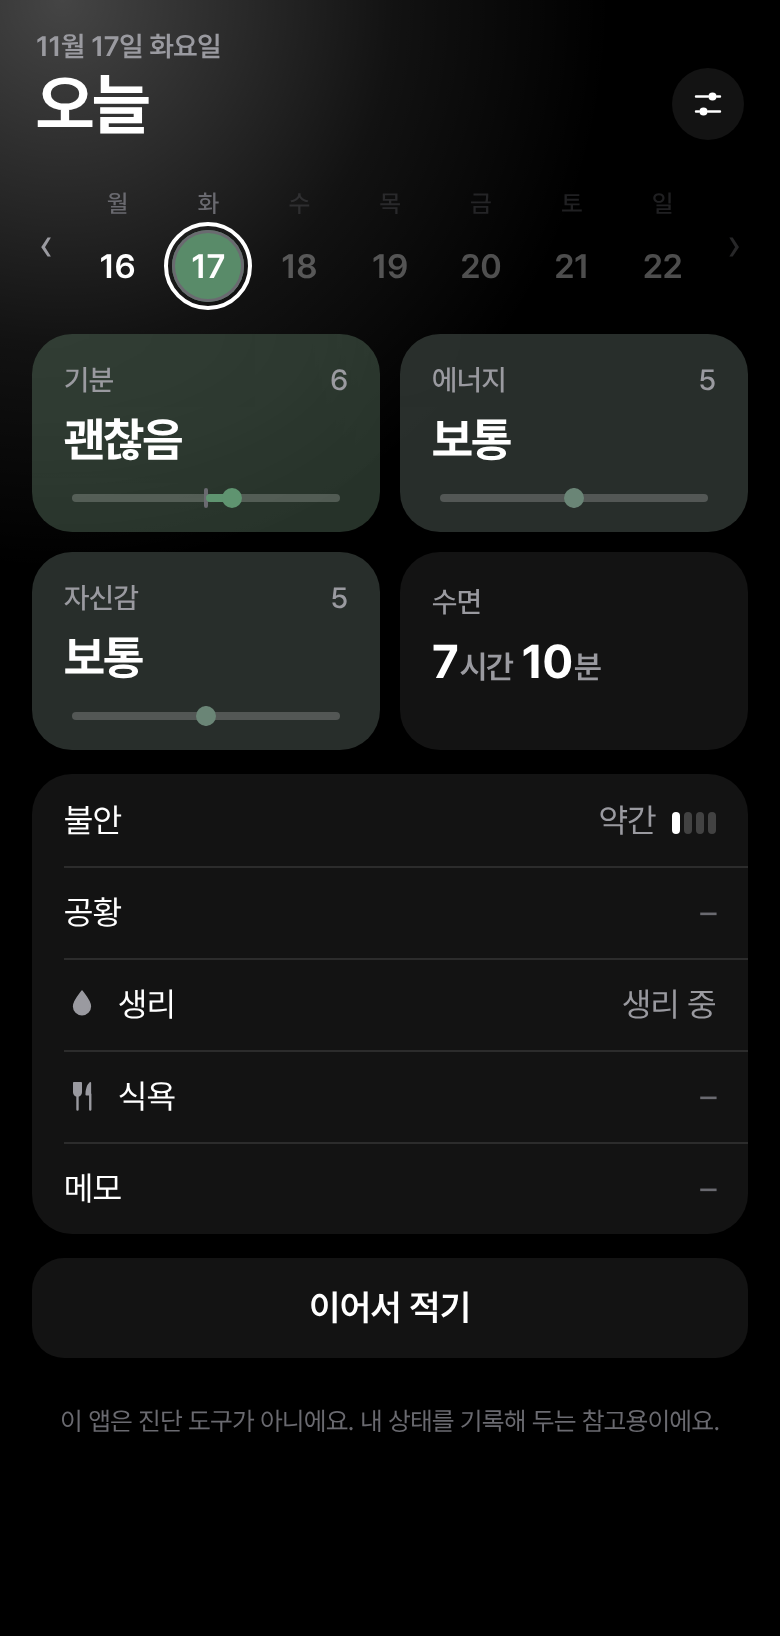 11월 17일 화요일
오늘
월 화 수 목 금 토 일
16 17 18 19 20 21 22
기분 6
괜찮음
에너지 5
보통
자신감 5
보통
수면
7시간 10분
불안 약간
공황 –
생리 생리 중
식욕 –
메모 –
이어서 적기
이 앱은 진단 도구가 아니에요. 내 상태를 기록해 두는 참고용이에요.